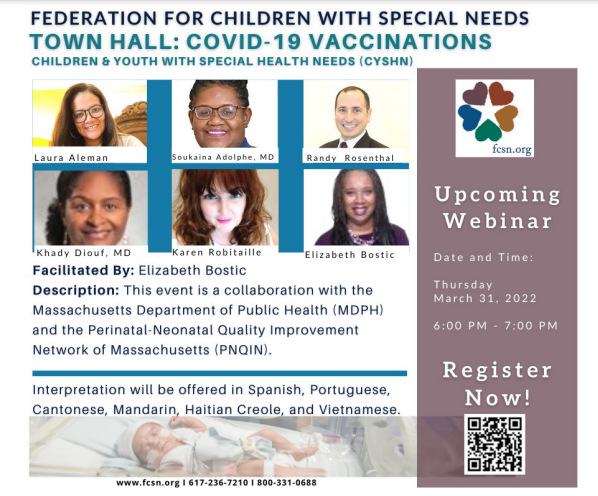 FEDERATION FOR CHILDREN WITH SPECIAL NEEDS
TOWN HALL: COVID-19 VACCINATIONS
CHILDREN & YOUTH WITH SPECIAL HEALTH NEEDS (CYSHN)
Laura Aleman
Soukaina Adolphe, MD
Randy Rosenthal
Khady Diouf, MD
Karen Robitaille
Elizabeth Bostic
Facilitated By: Elizabeth Bostic
Description: This event is a collaboration with the
Massachusetts Department of Public Health (MDPH)
and the Perinatal-Neonatal Quality Improvement
Network of Massachusetts (PNQIN).
Interpretation will be offered in Spanish, Portuguese,
Cantonese, Mandarin, Haitian Creole, and Vietnamese.
www.fcsn.org I 617-236-7210 I 800-331-0688
fcsn.org
Upcoming
Webinar
Date and Time:
Thursday
March 31, 2022
6:00 PM - 7:00 PM
Register
Now!